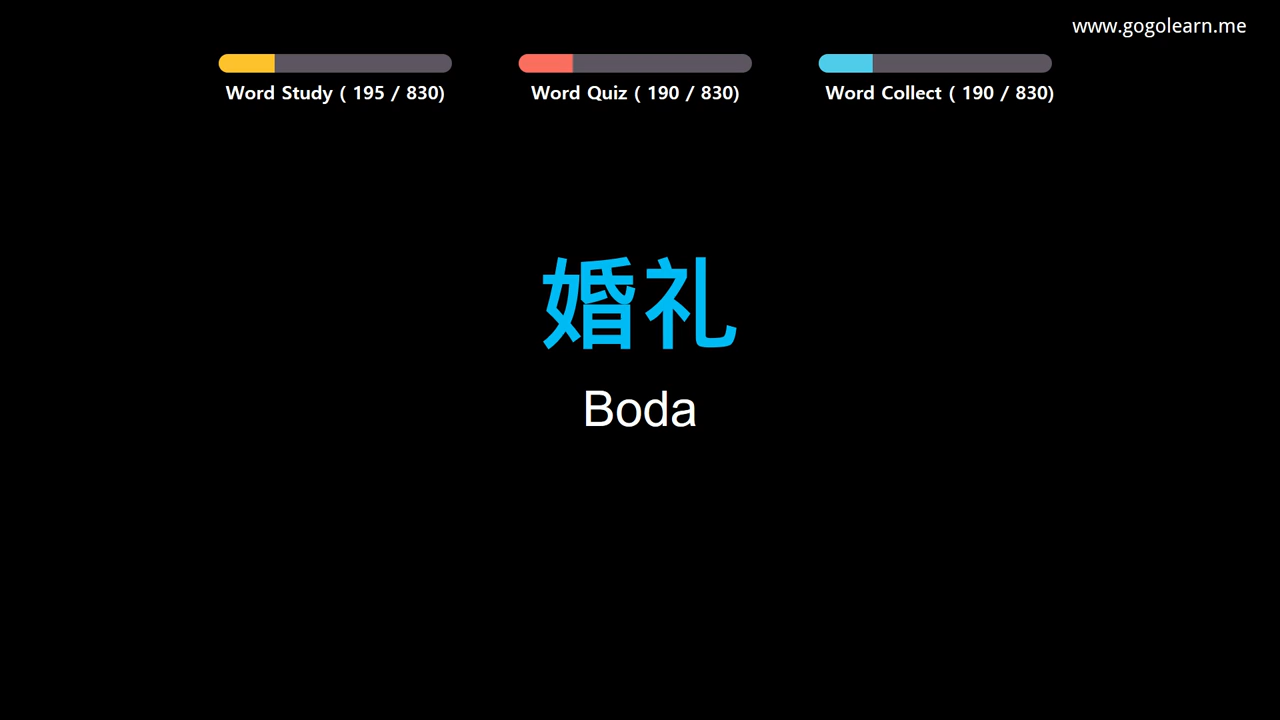 www.gogolearn.me
Word Study ( 195 / 830)
Word Quiz ( 190 / 830)
Word Collect ( 190 / 830)
婚礼
Boda